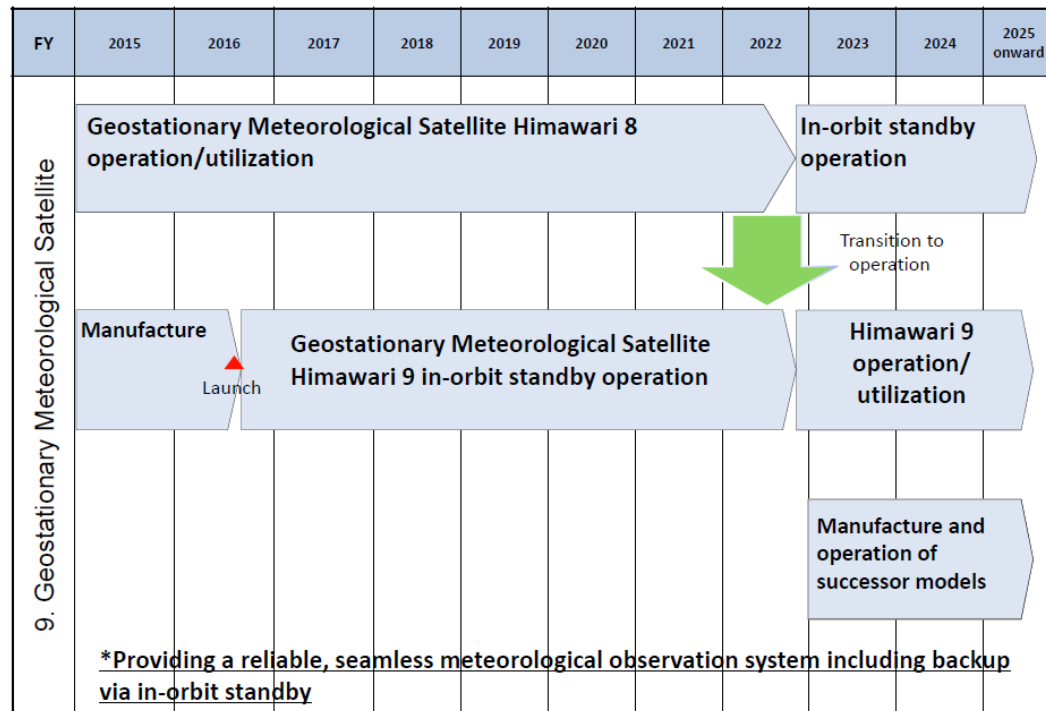 FY
2015
2016
2017
2018
2019
2020
2021
2022
2023
2024
2025
onward
9. Geostationary Meteorological Satellite
Geostationary Meteorological Satellite Himawari 8
operation/utilization
In-orbit standby
operation
Transition to
operation
Manufacture
Launch
Geostationary Meteorological Satellite
Himawari 9 in-orbit standby operation
Himawari 9
operation/
utilization
Manufacture and
operation of
successor models
*Providing a reliable, seamless meteorological observation system including backup
via in-orbit standby